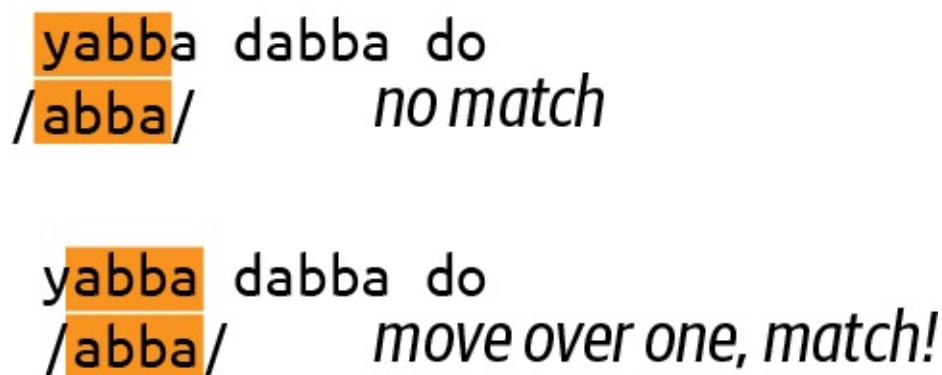 yabba dabba do
/abba/ no match
yabba dabba do
/abba/ move over one, match!